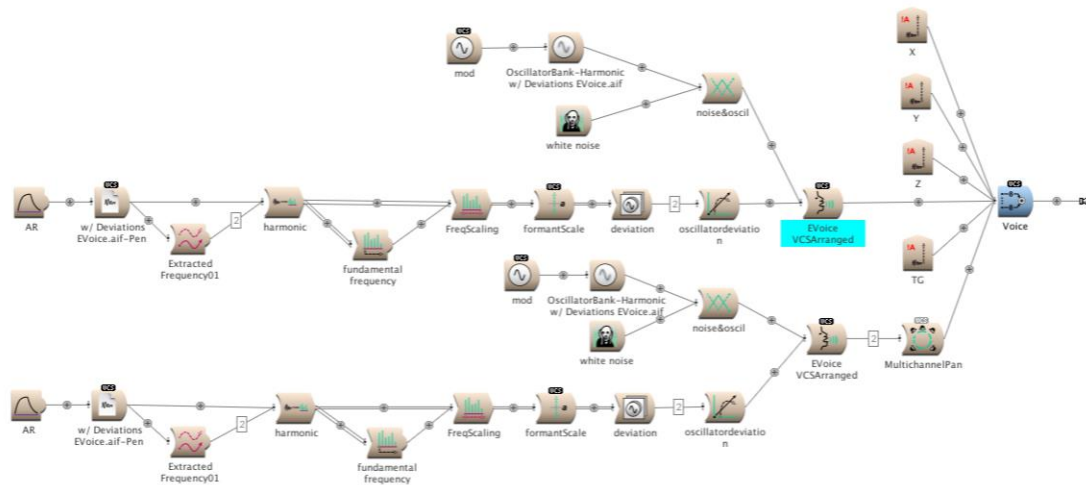 !A
X
!A
Y
!A
Z
!A
TG
mod
OscillatorBank-Harmonic
w/ Deviations EVoice.aif
white noise
noise&oscil
AR
w/ Deviations
EVoice.aif-Pen
Extracted
Frequency01
2
harmonic
fundamental
frequency
FreqScaling
formantScale
deviation
2
oscillatordeviatio
n
EVoice
VCSArranged
Voice
mod
OscillatorBank-Harmonic
w/ Deviations EVoice.aif
white noise
noise&oscil
EVoice
VCSArranged
2
MultichannelPan
AR
w/ Deviations
EVoice.aif-Pen
Extracted
Frequency01
2
harmonic
fundamental
frequency
FreqScaling
formantScale
deviation
2
oscillatordeviatio
n